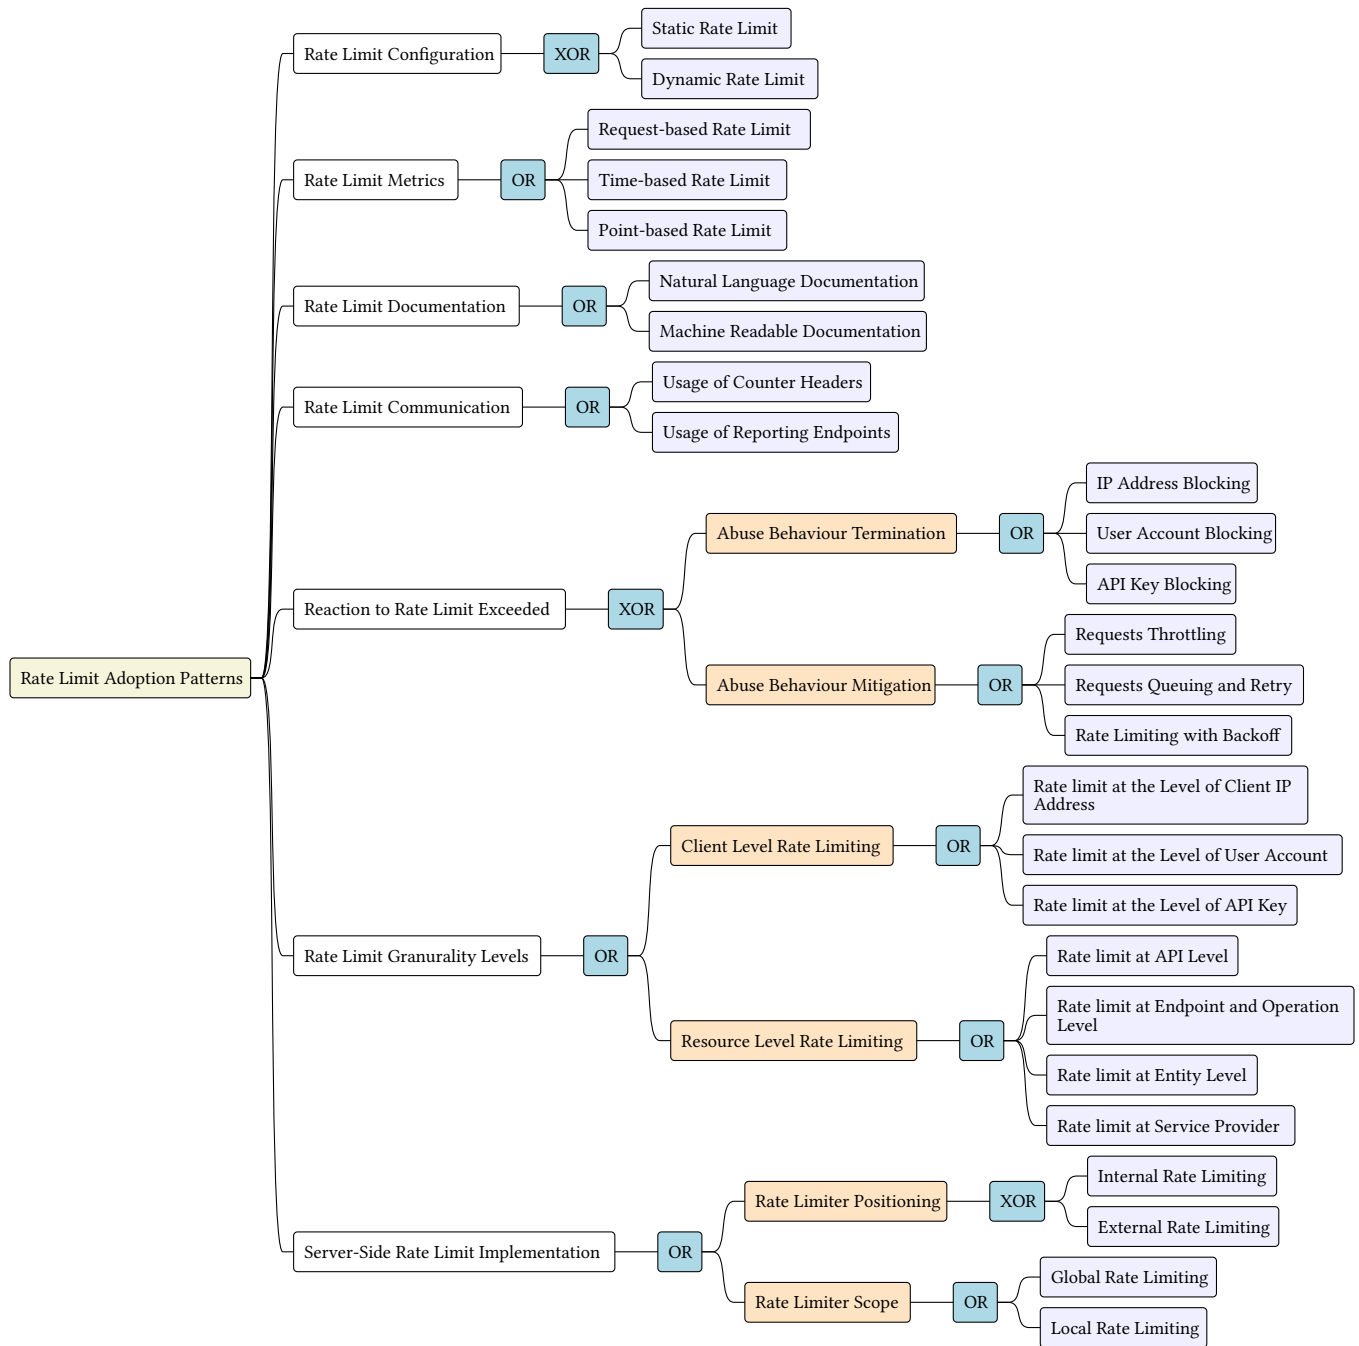 Rate Limit Adoption Patterns
Rate Limit Configuration
XOR
Static Rate Limit
Dynamic Rate Limit
Rate Limit Metrics
OR
Request-based Rate Limit
Time-based Rate Limit
Point-based Rate Limit
Rate Limit Documentation
OR
Natural Language Documentation
Machine Readable Documentation
Rate Limit Communication
OR
Usage of Counter Headers
Usage of Reporting Endpoints
Reaction to Rate Limit Exceeded
XOR
Abuse Behaviour Termination
OR
IP Address Blocking
User Account Blocking
API Key Blocking
Abuse Behaviour Mitigation
OR
Requests Throttling
Requests Queuing and Retry
Rate Limiting with Backoff
Rate Limit Granurality Levels
OR
Client Level Rate Limiting
OR
Rate limit at the Level of Client IP
Address
Rate limit at the Level of User Account
Rate limit at the Level of API Key
Resource Level Rate Limiting
OR
Rate limit at API Level
Rate limit at Endpoint and Operation
Level
Rate limit at Entity Level
Rate limit at Service Provider
Server-Side Rate Limit Implementation
OR
Rate Limiter Positioning
XOR
Internal Rate Limiting
External Rate Limiting
Rate Limiter Scope
OR
Global Rate Limiting
Local Rate Limiting